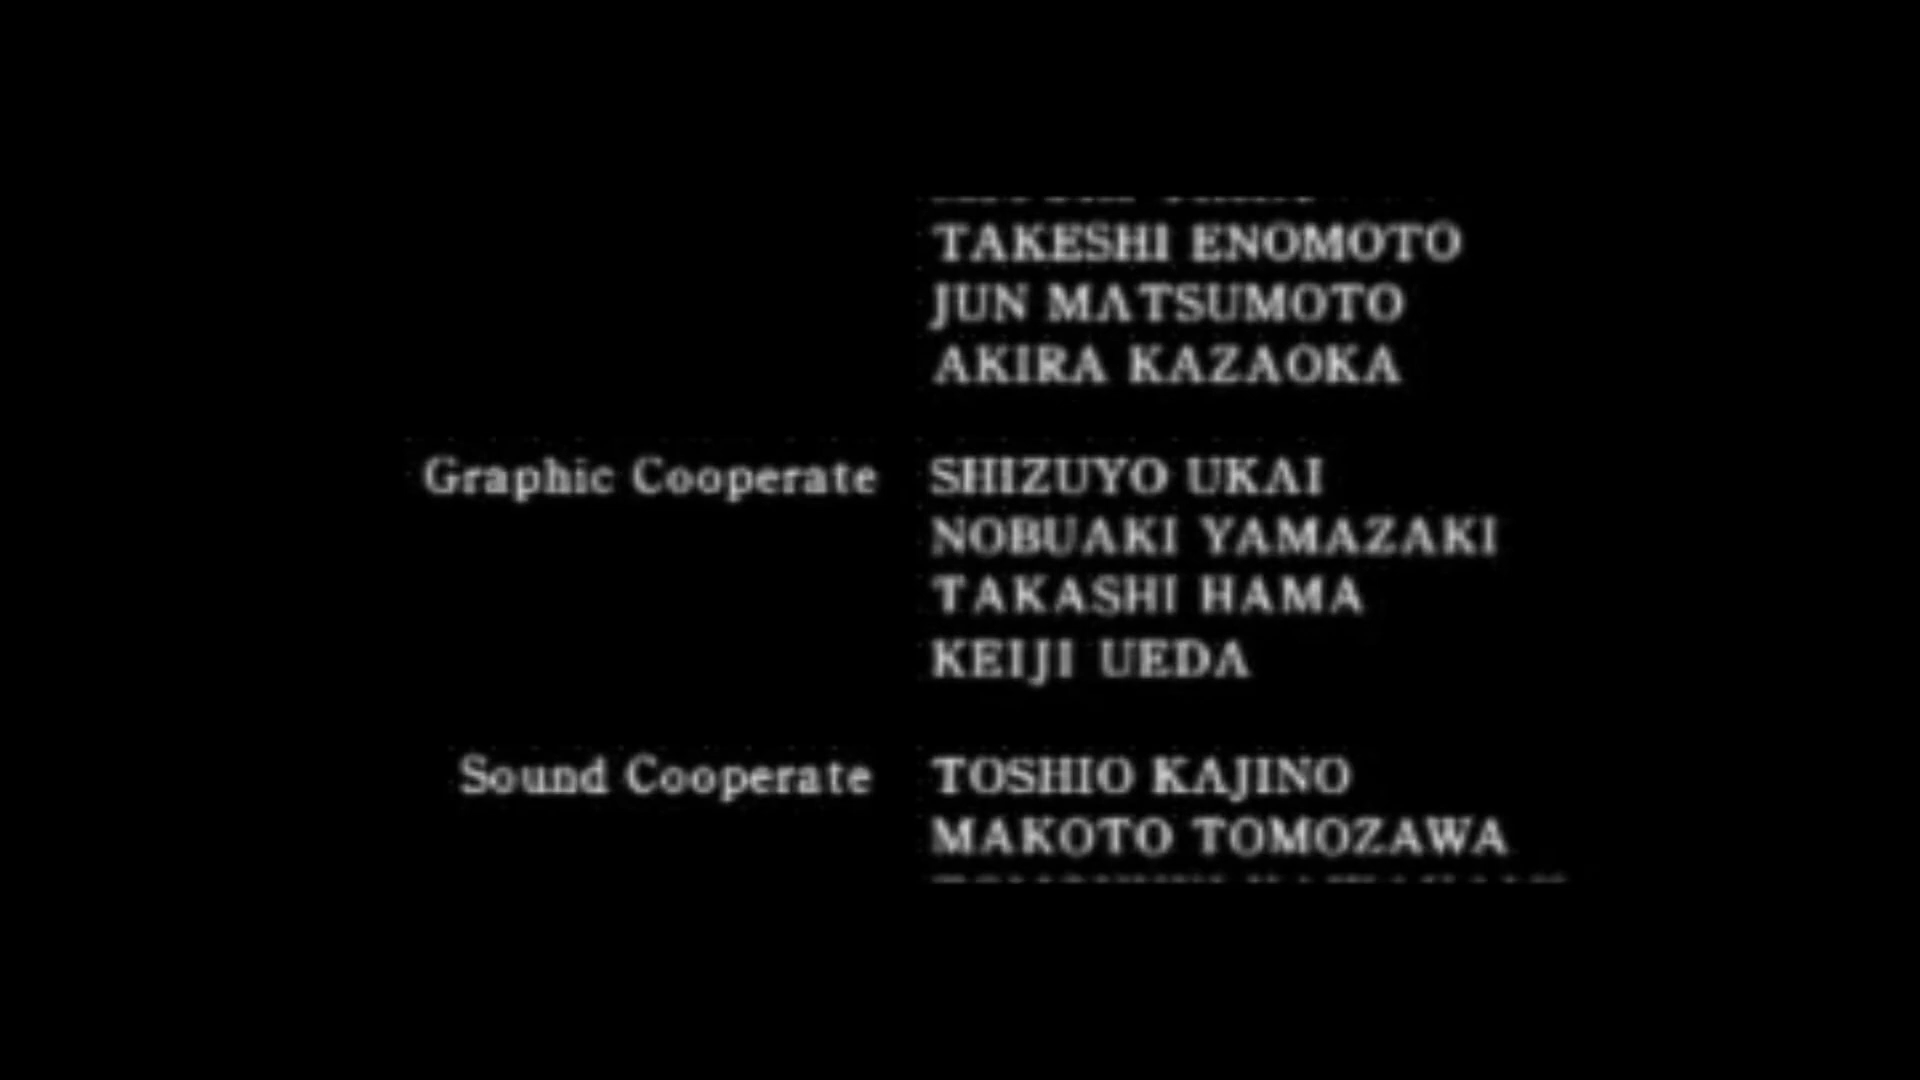 TAKESHI ENOMOTO
JUN MATSUMOTO
AKIRA KAZAOKA
Graphic Cooperate SHIZUYO UKAI
NOBUAKI YAMAZAKI
TAKASHI HAMA
KEIJI UEDA
Sound Cooperate TOSHIO KAJINO
MAKOTO TOMOZAWA